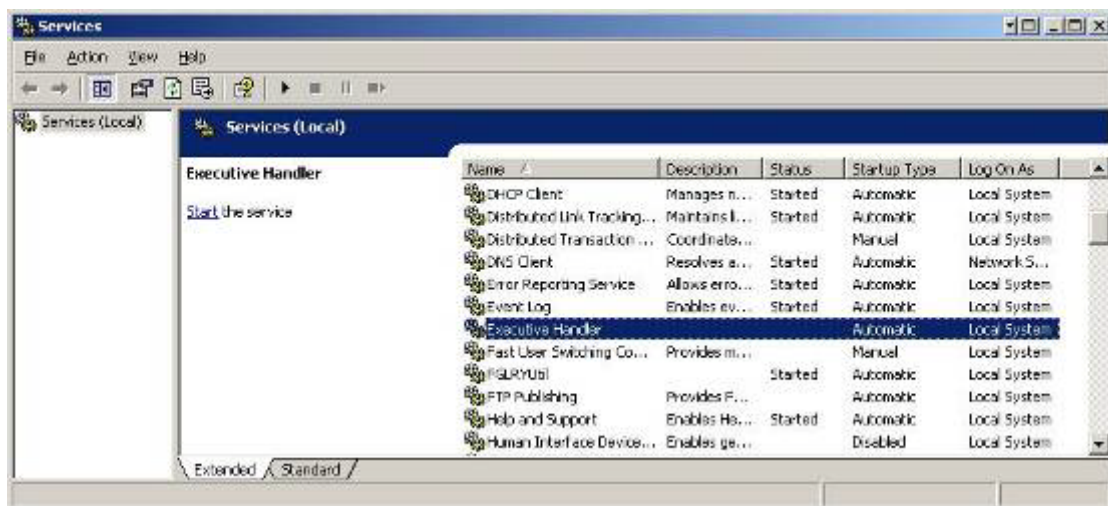 Services
File Action View Help
Services (Local)
Services (Local)
Executive Handler
Start the service
Name Description Status Startup Type Log On As
DHCP Client Manages n... Started Automatic Local System
Distributed Link Tracking... Maintains li... Started Automatic Local System
Distributed Transaction ... Coordinate... Manual Local System
DNS Client Resolves a... Started Automatic Network S...
Error Reporting Service Allows erro... Started Automatic Local System
Event Log Enables ev... Started Automatic Local System
Executive Handler Automatic Local System
Fast User Switching Co... Provides m... Manual Local System
Started Automatic Local System
FTP Publishing Provides F... Automatic Local System
Help and Support Enables He... Started Automatic Local System
Human Interface Device... Enables ge... Disabled Local System
Extended Standard